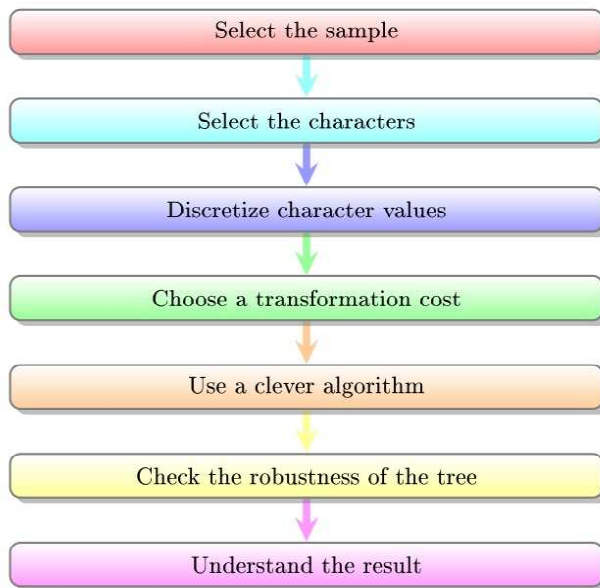 Select the sample
Select the characters
Discretize character values
Choose a transformation cost
Use a clever algorithm
Check the robustness of the tree
Understand the result